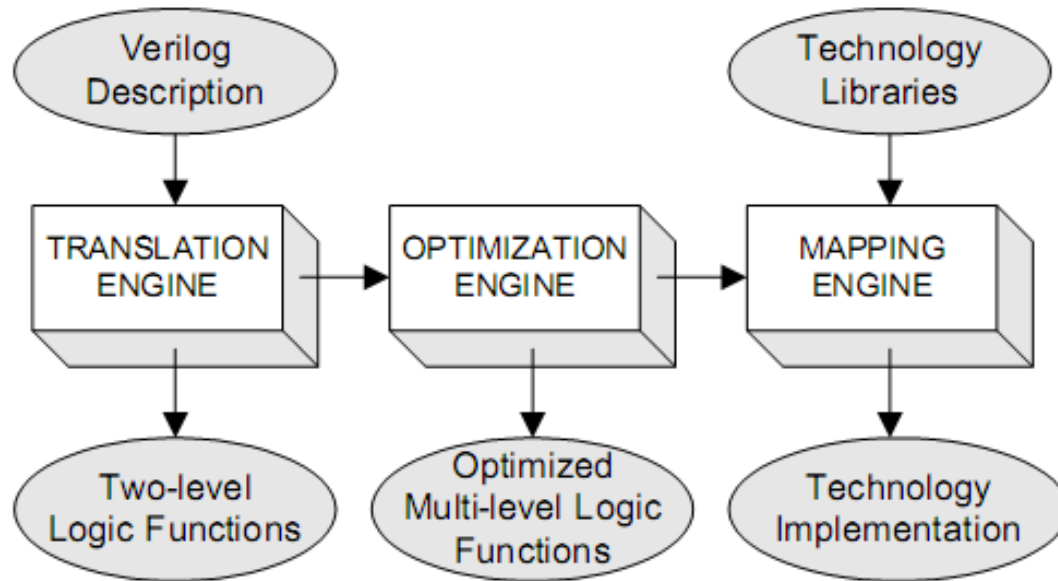 Verilog
Description
Technology
Libraries
TRANSLATION
ENGINE
OPTIMIZATION
ENGINE
MAPPING
ENGINE
Two-level
Logic Functions
Optimized
Multi-level Logic
Functions
Technology
Implementation